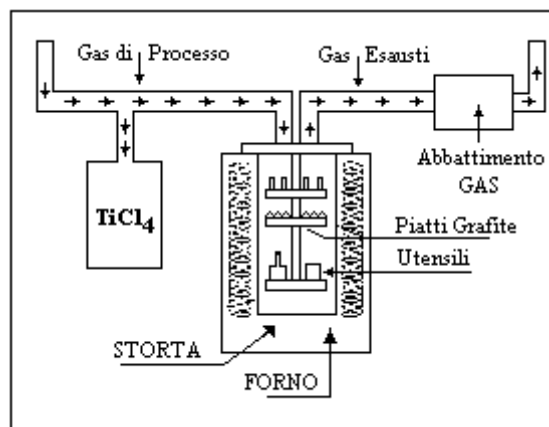 Gas di Processo
Gas Esausti
TiCl4
Abbattimento
GAS
Piatti Grafite
Utensili
STORTA
FORNO